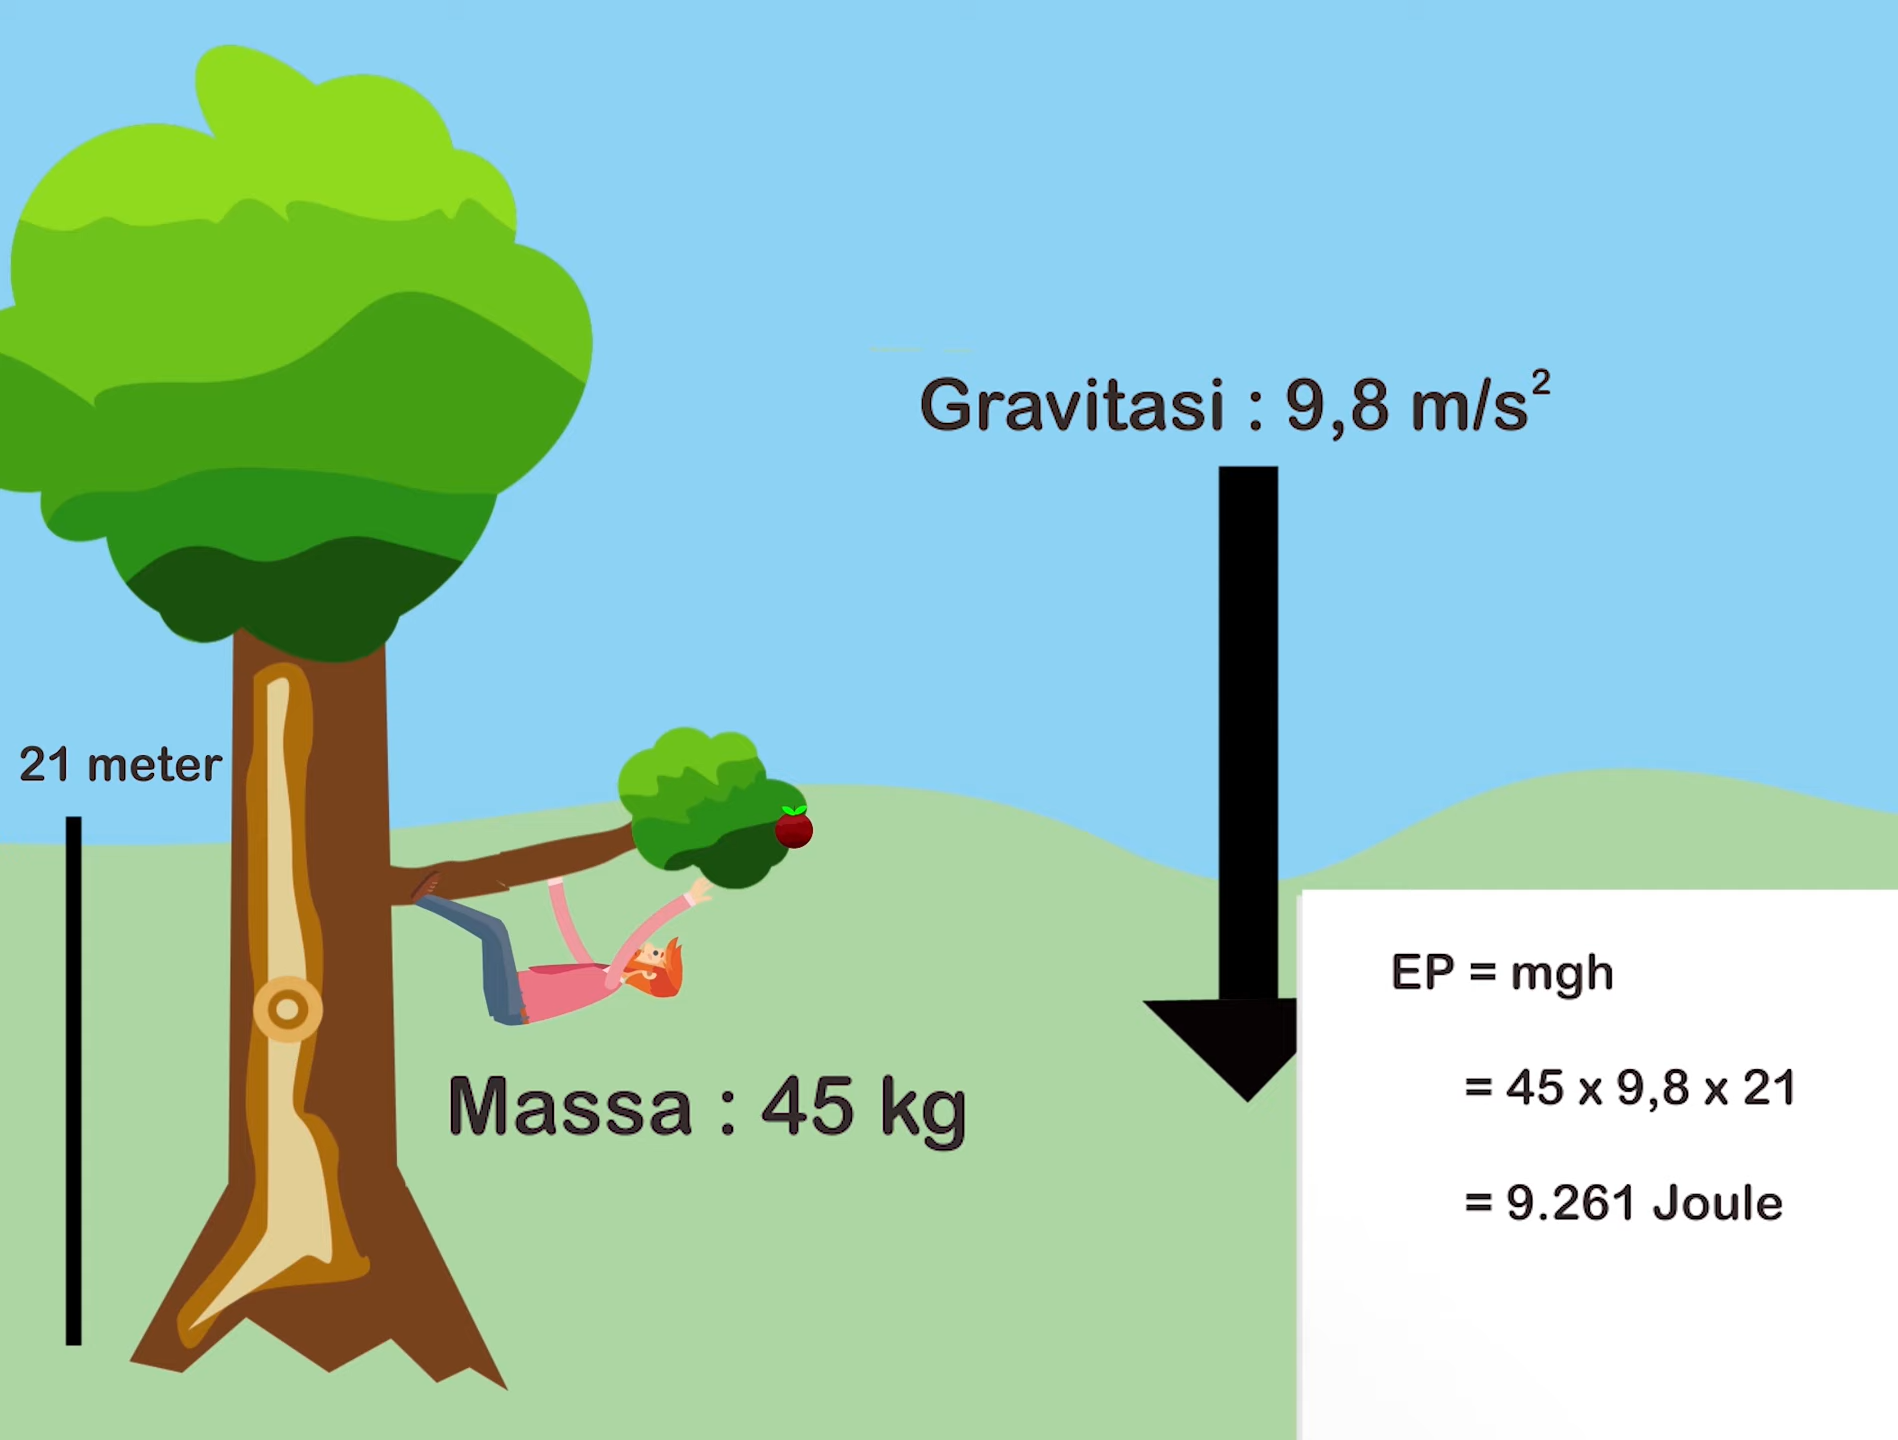 Gravitasi : 9,8 m/s²
21 meter
Massa : 45 kg
EP = mgh
= 45 x 9,8 x 21
= 9.261 Joule